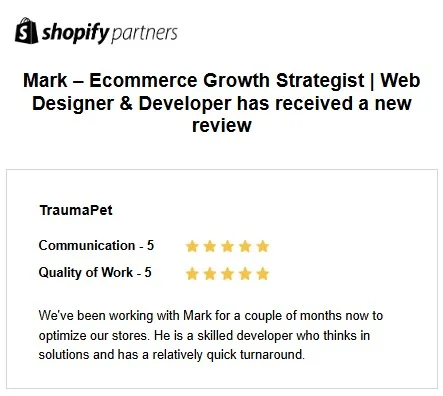 shopify partners
Mark – Ecommerce Growth Strategist | Web
Designer & Developer has received a new
review
TraumaPet
Communication - 5
Quality of Work - 5
We've been working with Mark for a couple of months now to
optimize our stores. He is a skilled developer who thinks in
solutions and has a relatively quick turnaround.